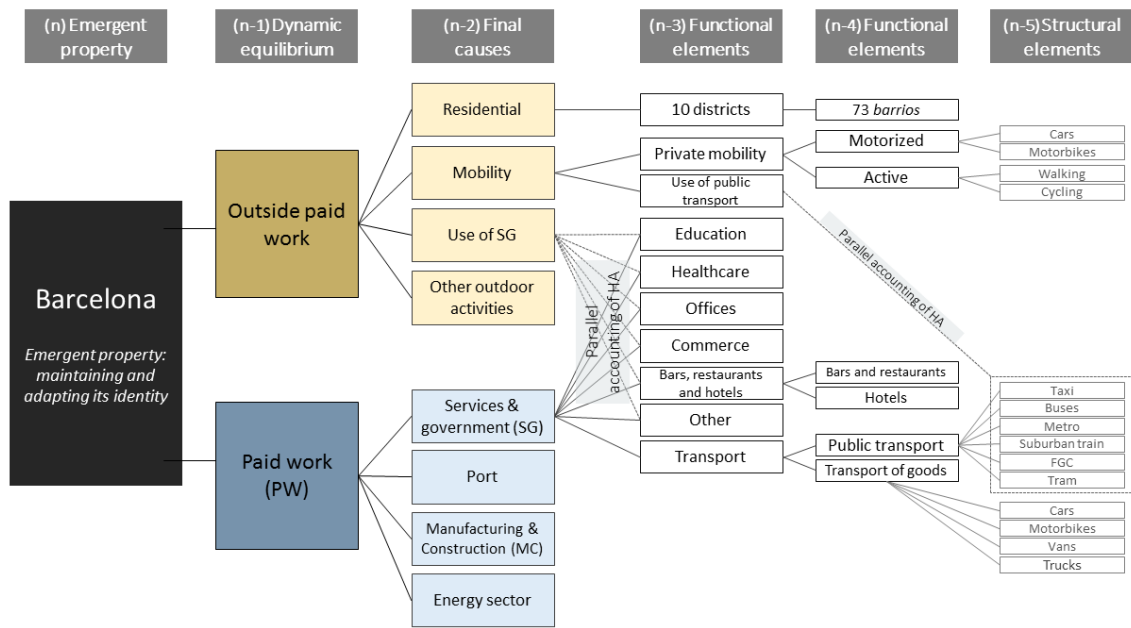 (n) Emergent
property
(n-1) Dynamic
equilibrium
(n-2) Final
causes
(n-3) Functional
elements
(n-4) Functional
elements
(n-5) Structural
elements
Barcelona
Emergent property:
maintaining and
adapting its identity
Outside paid
work
Paid work
(PW)
Residential
Mobility
Use of SG
Other outdoor
activities
Services &
government (SG)
Port
Manufacturing &
Construction (MC)
Energy sector
Parallel
accounting of HA
10 districts
Private mobility
Use of public
transport
Education
Healthcare
Offices
Commerce
Bars, restaurants
and hotels
Other
Transport
73 barrios
Motorized
Active
Parallel accounting of HA
Bars and restaurants
Hotels
Public transport
Transport of goods
Cars
Motorbikes
Walking
Cycling
Taxi
Buses
Metro
Suburban train
FGC
Tram
Cars
Motorbikes
Vans
Trucks